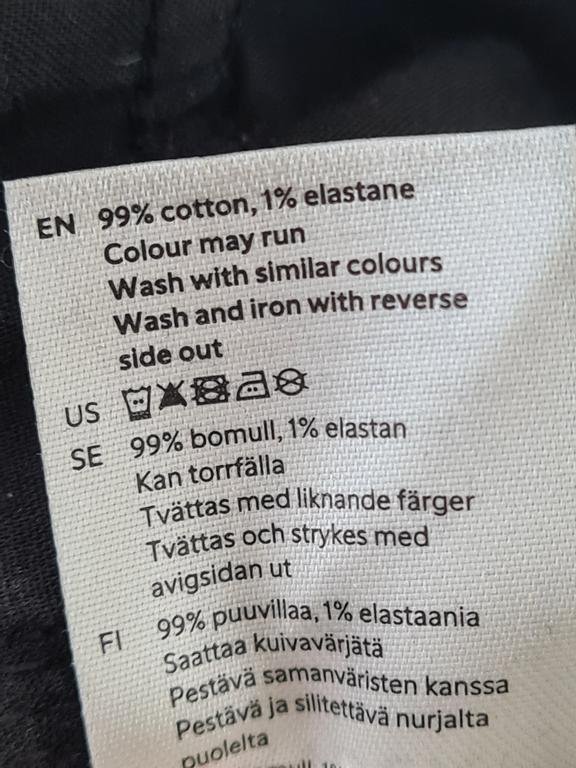 EN 99% cotton, 1% elastane
Colour may run
Wash with similar colours
Wash and iron with reverse
side out
US
SE 99% bomull, 1% elastan
Kan torrfälla
Tvättas med liknande färger
Tvättas och strykes med
avigsidan ut
FI 99% puuvillaa, 1% elastaania
Saattaa kuivavärjätä
Pestävä samanväristen kanssa
Pestävä ja silitettävä nurjalta
puolelta